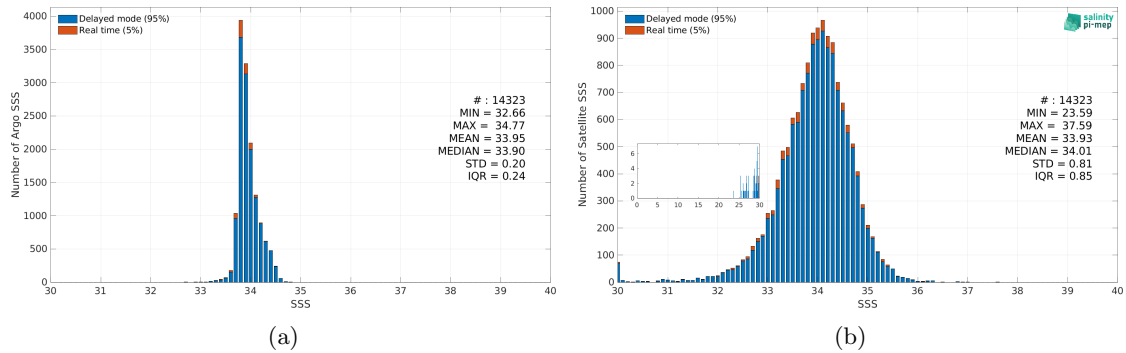 Delayed mode (95%)
Real time (5%)
4000
3500
3000
2500
2000
1500
1000
500
0
Number of Argo SSS
# : 14323
MIN = 32.66
MAX = 34.77
MEAN = 33.95
MEDIAN = 33.90
STD = 0.20
IQR = 0.24
30 31 32 33 34 35 36 37 38 39 40
SSS
(a)
Delayed mode (95%)
Real time (5%)
salinity
pi-mep
1000
900
800
700
600
500
400
300
200
100
0
Number of Satellite SSS
# : 14323
MIN = 23.59
MAX = 37.59
MEAN = 33.93
MEDIAN = 34.01
STD = 0.81
IQR = 0.85
6
4
2
0
0 5 10 15 20 25 30
30 31 32 33 34 35 36 37 38 39 40
SSS
(b)